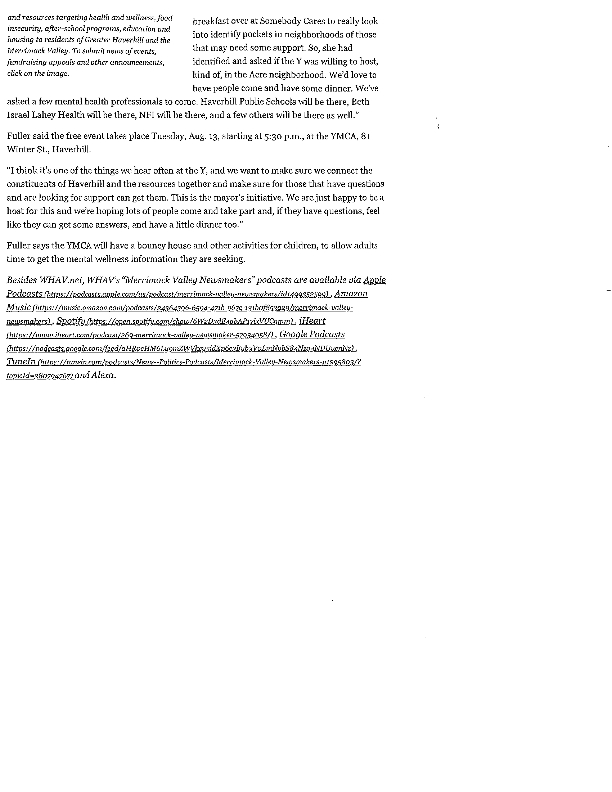 and resources targeting health and wellness, food
insecurity, after-school programs, education and
housing to residents of Greater Haverhill and the
Merrimack Valley. To submit news of events,
fundraising appeals and other announcements,
click on the image.
breakfast over at Somebody Cares to really look
into identify pockets in neighborhoods of those
that may need some support. So, she had
identified and asked if the Y was willing to host,
kind of, in the Acre neighborhood. We'd love to
have people come and have some dinner. We've
asked a few mental health professionals to come. Haverhill Public Schools will be there, Beth
Israel Lahey Health will be there, NFI will be there, and a few others will be there as well."
Fuller said the free event takes place Tuesday, Aug. 13, starting at 5:30 p.m., at the YMCA, 81
Winter St., Haverhill.
"I think it's one of the things we hear often at the Y, and we want to make sure we connect the
constituents of Haverhill and the resources together and make sure for those that have questions
and are looking for support can get them. This is the mayor's initiative. We are just happy to be a
host for this and we're hoping lots of people come and take part and, if they have questions, feel
like they can get some answers, and have a little dinner too."
Fuller says the YMCA will have a bouncy house and other activities for children, to allow adults
time to get the mental wellness information they are seeking.
Besides WHAV.net, WHAV's "Merrimack Valley Newsmakers" podcasts are available via Apple
Podcasts (https://podcasts.apple.com/us/podcast/merrimack-valley-newsmakers/ , Amazon
Music (https://music.amazon.com/podcasts/ /merrimack-valley-
newsmakers) , Spotify (https://open.spotify.com/show/ , iHeart
(https://www.iheart.com/podcast/269-merrimack-valley-newsmaker-57934058/) , Google Podcasts
(https://podcasts.google.com/feed/ ,
TuneIn (https://tunein.com/podcasts/News--Politics-Podcasts/Merrimack-Valley-Newsmakers-p1595803/?
topicId= and Alexa.